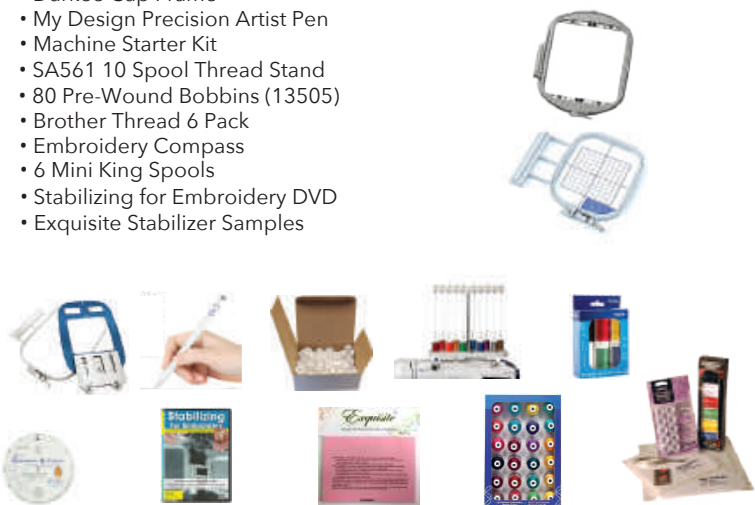 • My Design Precision Artist Pen
• Machine Starter Kit
• SA561 10 Spool Thread Stand
• 80 Pre-Wound Bobbins (13505)
• Brother Thread 6 Pack
• Embroidery Compass
• 6 Mini King Spools
• Stabilizing for Embroidery DVD
• Exquisite Stabilizer Samples
Stabilizing
for Embroidery
Exquisite